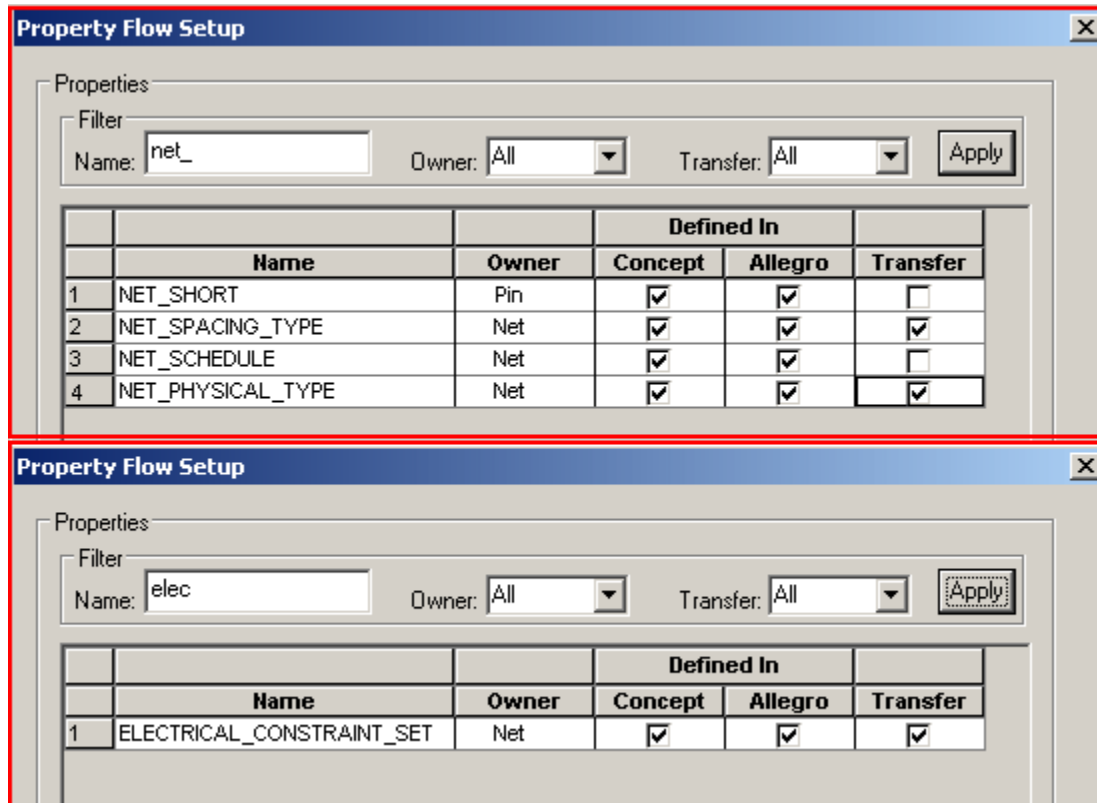 Property Flow Setup
Properties
Filter
Name: net_ Owner: All Transfer: All Apply
Defined In
Name Owner Concept Allegro Transfer
1 NET_SHORT Pin
2 NET_SPACING_TYPE Net
3 NET_SCHEDULE Net
4 NET_PHYSICAL_TYPE Net
Property Flow Setup
Properties
Filter
Name: elec Owner: All Transfer: All Apply
Defined In
Name Owner Concept Allegro Transfer
1 ELECTRICAL_CONSTRAINT_SET Net